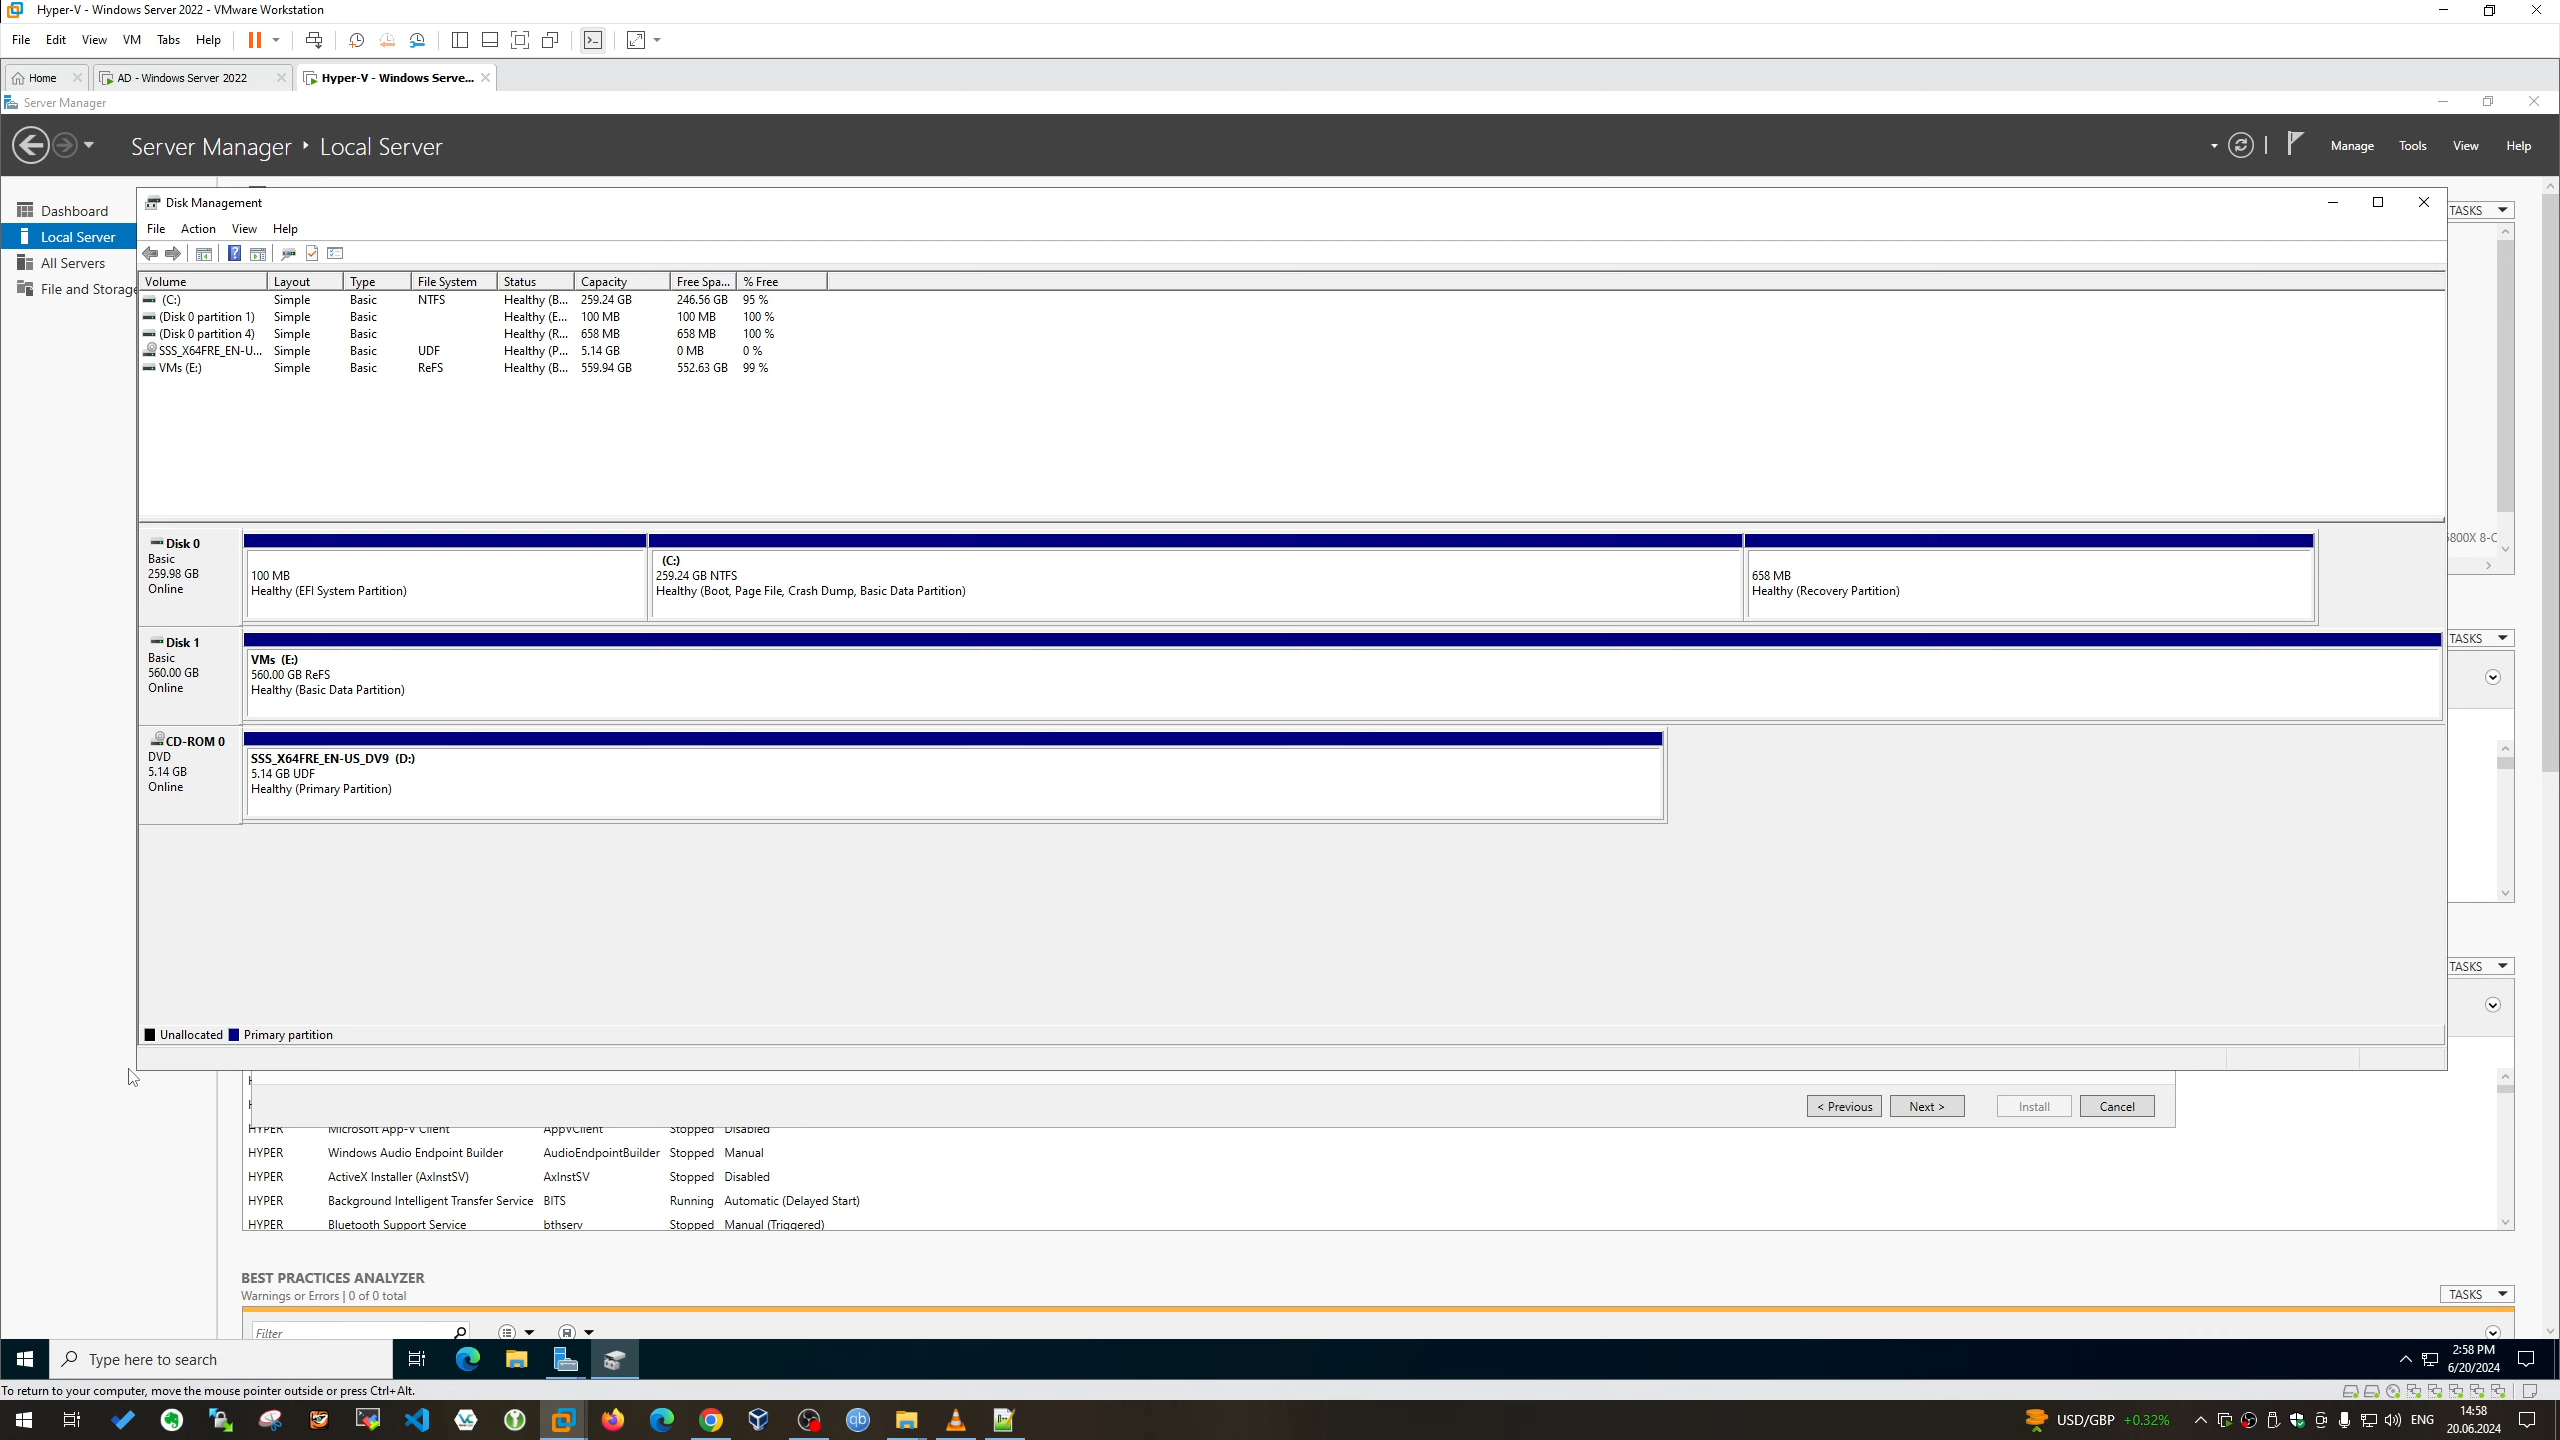 Hyper-V - Windows Server 2022 - VMware Workstation
File Edit View VM Tabs Help
Home AD - Windows Server 2022 Hyper-V - Windows Serve...
Server Manager
Server Manager Local Server
Manage Tools View Help
Dashboard
Local Server
All Servers
File and Storage
TASKS
Disk Management
File Action View Help
Volume Layout Type File System Status Capacity Free Spa... % Free
(C:) Simple Basic NTFS Healthy (B... 259.24 GB 246.56 GB 95 %
(Disk 0 partition 1) Simple Basic Healthy (E... 100 MB 100 MB 100 %
(Disk 0 partition 4) Simple Basic Healthy (R... 658 MB 658 MB 100 %
SSS_X64FRE_EN-U... Simple Basic UDF Healthy (P... 5.14 GB 0 MB 0 %
VMs (E:) Simple Basic ReFS Healthy (B... 559.94 GB 552.63 GB 99 %
800X 8-C
Disk 0
Basic
259.98 GB
Online
100 MB
Healthy (EFI System Partition)
(C:)
259.24 GB NTFS
Healthy (Boot, Page File, Crash Dump, Basic Data Partition)
658 MB
Healthy (Recovery Partition)
TASKS
Disk 1
Basic
560.00 GB
Online
VMs (E:)
560.00 GB ReFS
Healthy (Basic Data Partition)
CD-ROM 0
DVD
5.14 GB
Online
SSS_X64FRE_EN-US_DV9 (D:)
5.14 GB UDF
Healthy (Primary Partition)
TASKS
Unallocated Primary partition
< Previous Next > Install Cancel
HYPER Microsoft App-V Client AppVClient Stopped Disabled
HYPER Windows Audio Endpoint Builder AudioEndpointBuilder Stopped Manual
HYPER ActiveX Installer (AxInstSV) AxInstSV Stopped Disabled
HYPER Background Intelligent Transfer Service BITS Running Automatic (Delayed Start)
HYPER Bluetooth Support Service bthserv Stopped Manual (Triggered)
BEST PRACTICES ANALYZER
Warnings or Errors | 0 of 0 total
TASKS
Filter
Type here to search
2:58 PM
6/20/2024
To return to your computer, move the mouse pointer outside or press Ctrl+Alt.
USD/GBP +0.32%
ENG
14:58
20.06.2024